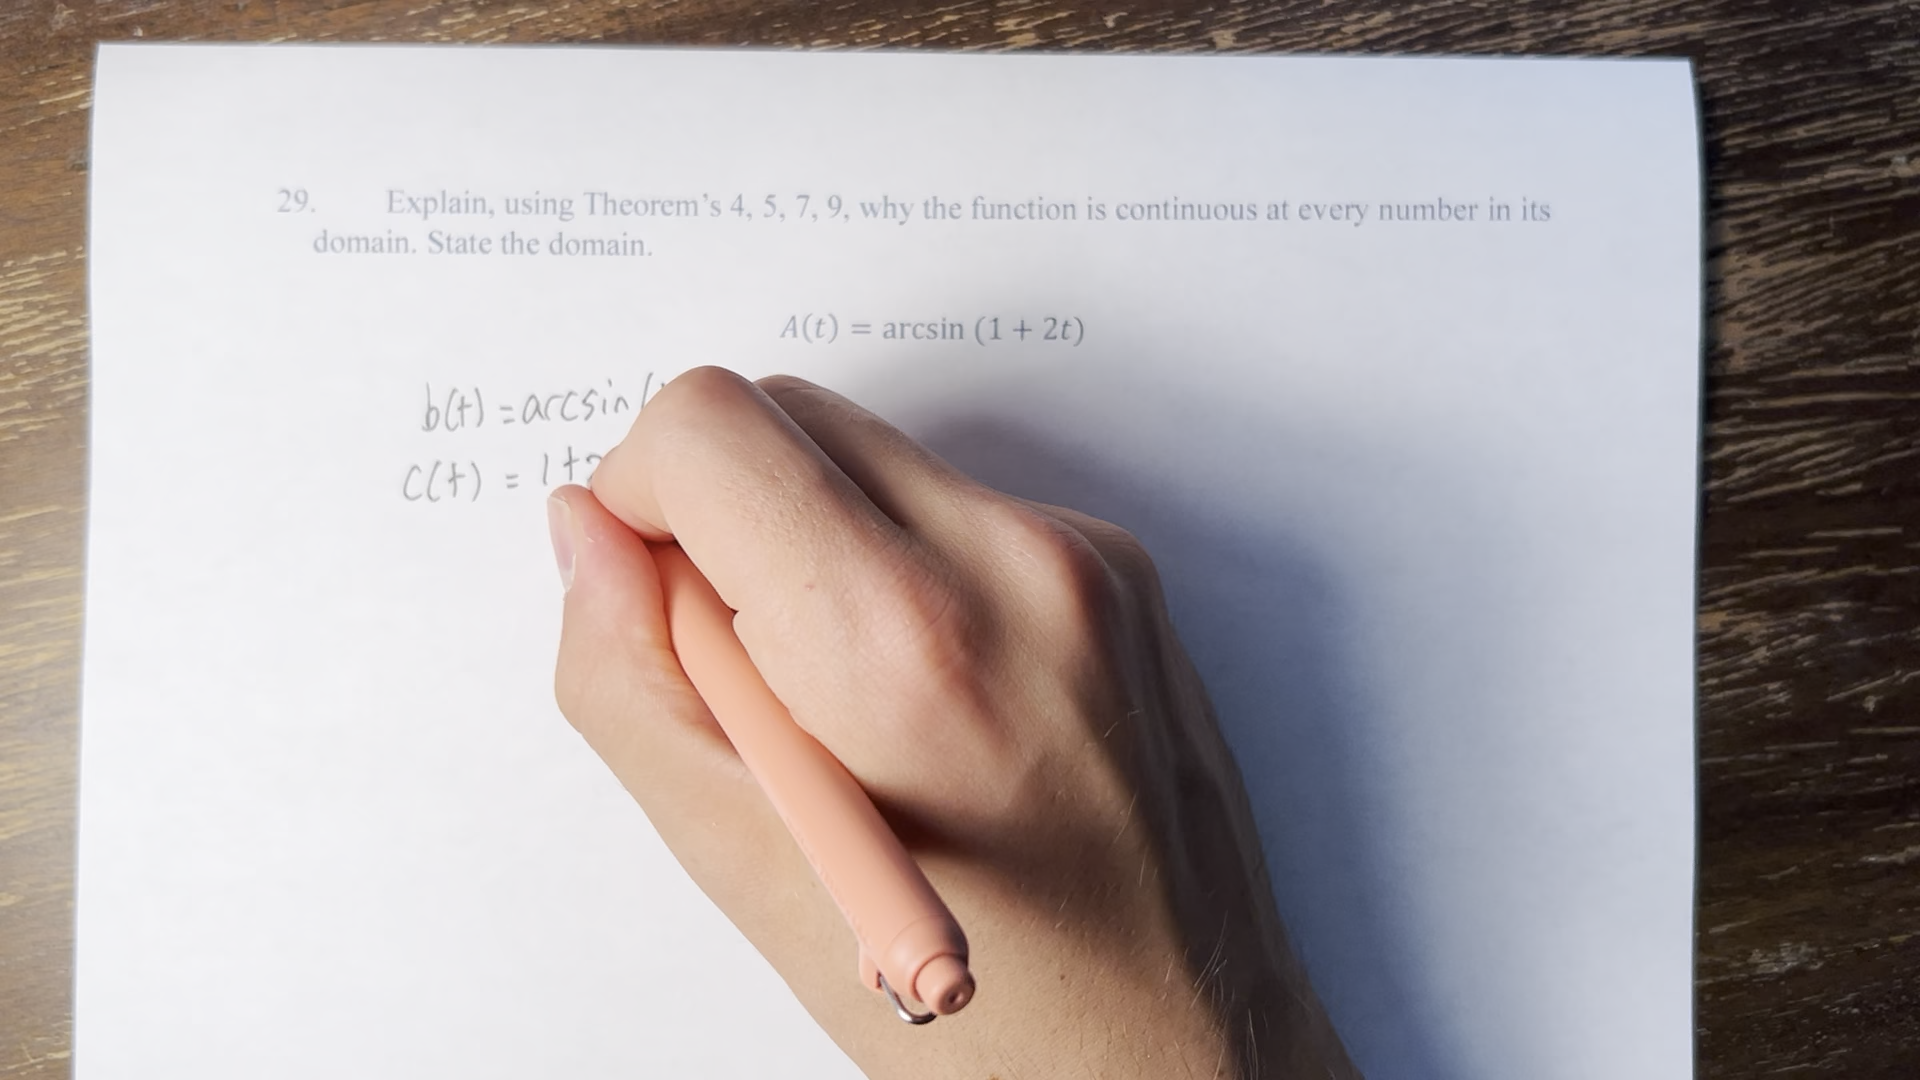 29. Explain, using Theorem's 4, 5, 7, 9, why the function is continuous at every number in its
domain. State the domain.
A(t) = arcsin (1 + 2t)
b(t) = arcsin(
c(t) = 1+2